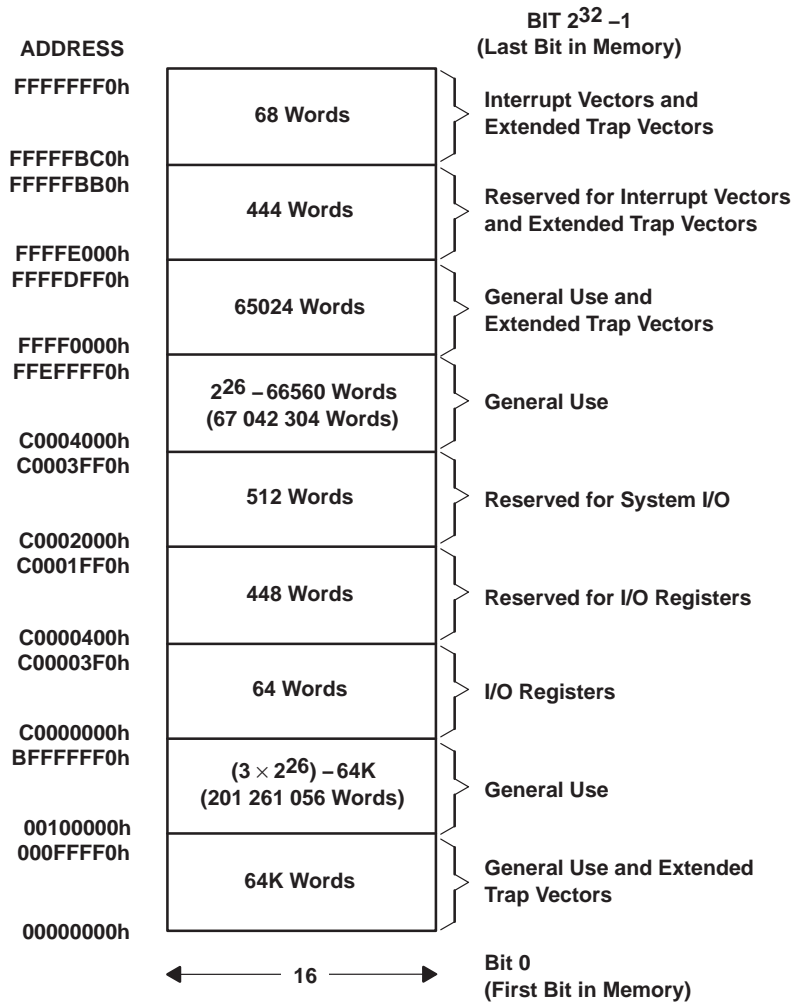 BIT 2^32 –1
(Last Bit in Memory)
ADDRESS
FFFFFFF0h
68 Words
Interrupt Vectors and
Extended Trap Vectors
FFFFFBC0h
FFFFFBB0h
444 Words
Reserved for Interrupt Vectors
and Extended Trap Vectors
FFFFE000h
FFFFDFF0h
65024 Words
General Use and
Extended Trap Vectors
FFFF0000h
FFEFFFF0h
2^26 – 66560 Words
(67 042 304 Words)
General Use
C0004000h
C0003FF0h
512 Words
Reserved for System I/O
C0002000h
C0001FF0h
448 Words
Reserved for I/O Registers
C0000400h
C00003F0h
64 Words
I/O Registers
C0000000h
BFFFFFF0h
(3 × 2^26) – 64K
(201 261 056 Words)
General Use
00100000h
000FFFF0h
64K Words
General Use and Extended
Trap Vectors
00000000h
16
Bit 0
(First Bit in Memory)